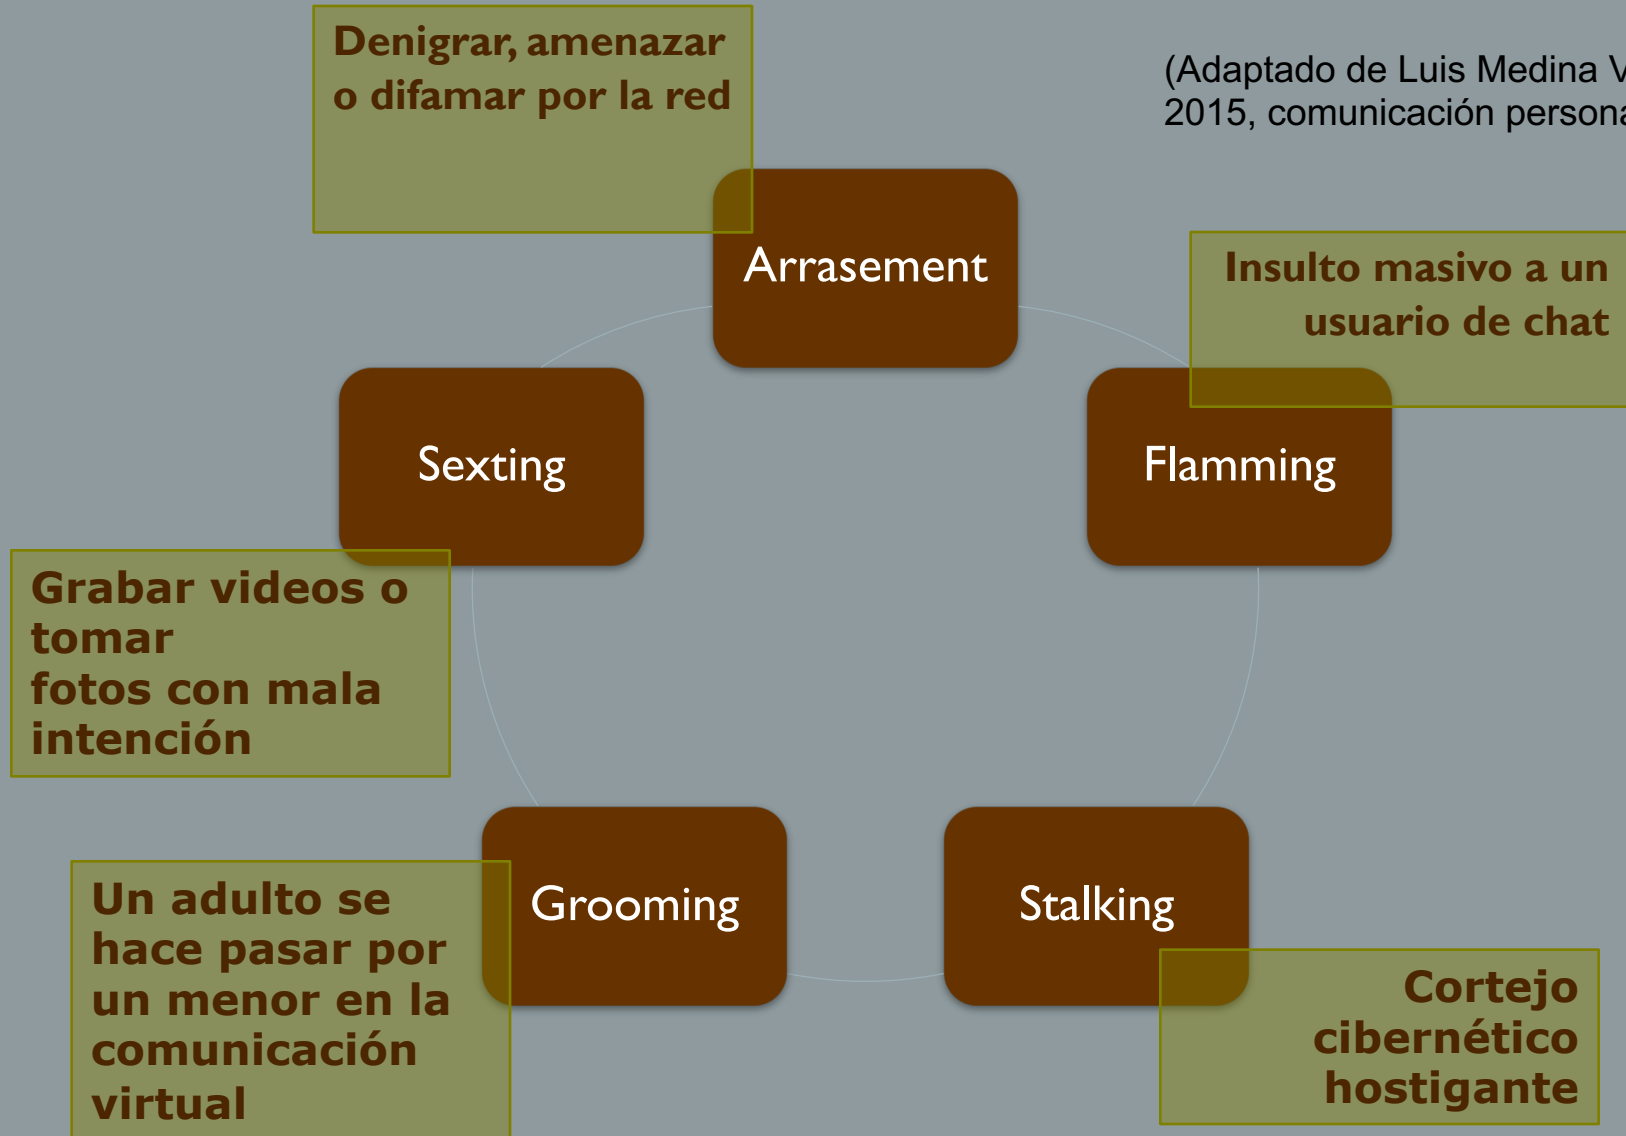 Denigrar, amenazar
o difamar por la red
(Adaptado de Luis Medina
2015, comunicación
Arrasement
Insulto masivo a un
usuario de chat
Sexting
Flamming
Grabar videos o
tomar
fotos con mala
intención
Grooming
Stalking
Un adulto se
hace pasar por
un menor en la
comunicación
virtual
Cortejo
cibernético
hostigante